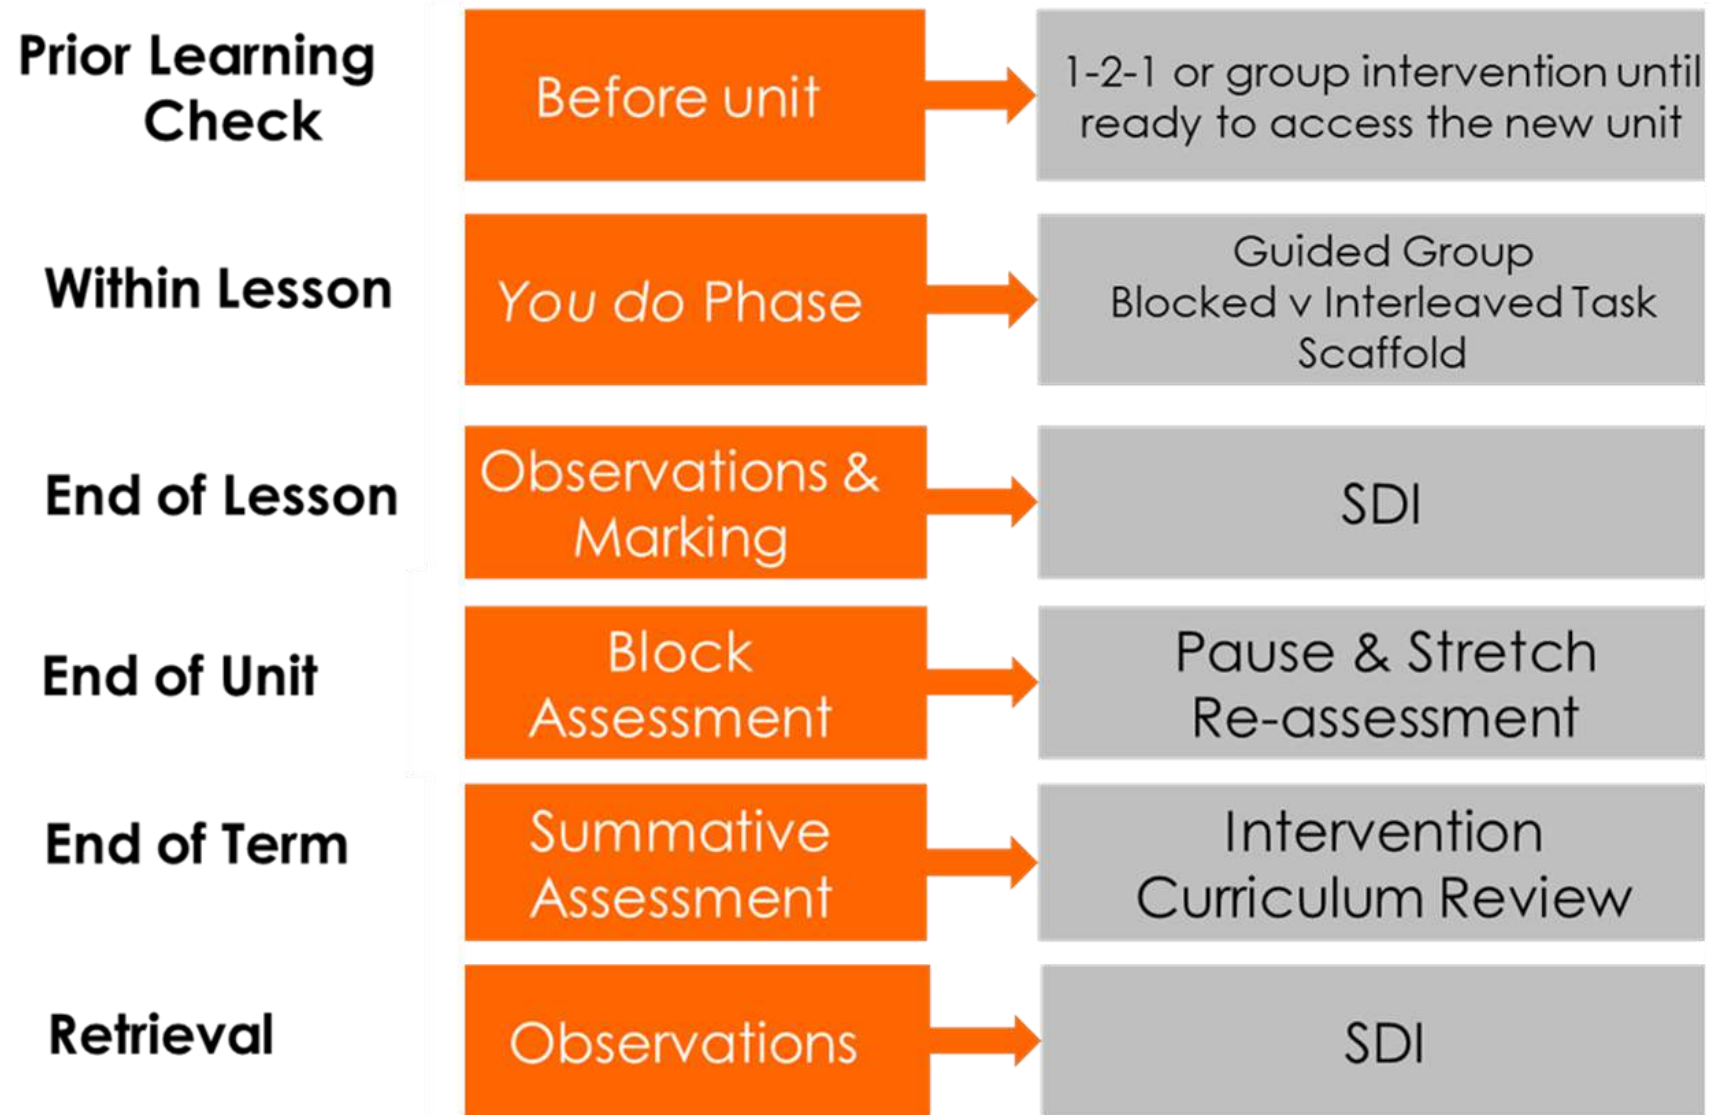 Prior Learning
Check
Before unit
1-2-1 or group intervention until
ready to access the new unit
Within Lesson
You do Phase
Guided Group
Blocked v Interleaved Task
Scaffold
End of Lesson
Observations &
Marking
SDI
End of Unit
Block
Assessment
Pause & Stretch
Re-assessment
End of Term
Summative
Assessment
Intervention
Curriculum Review
Retrieval
Observations
SDI